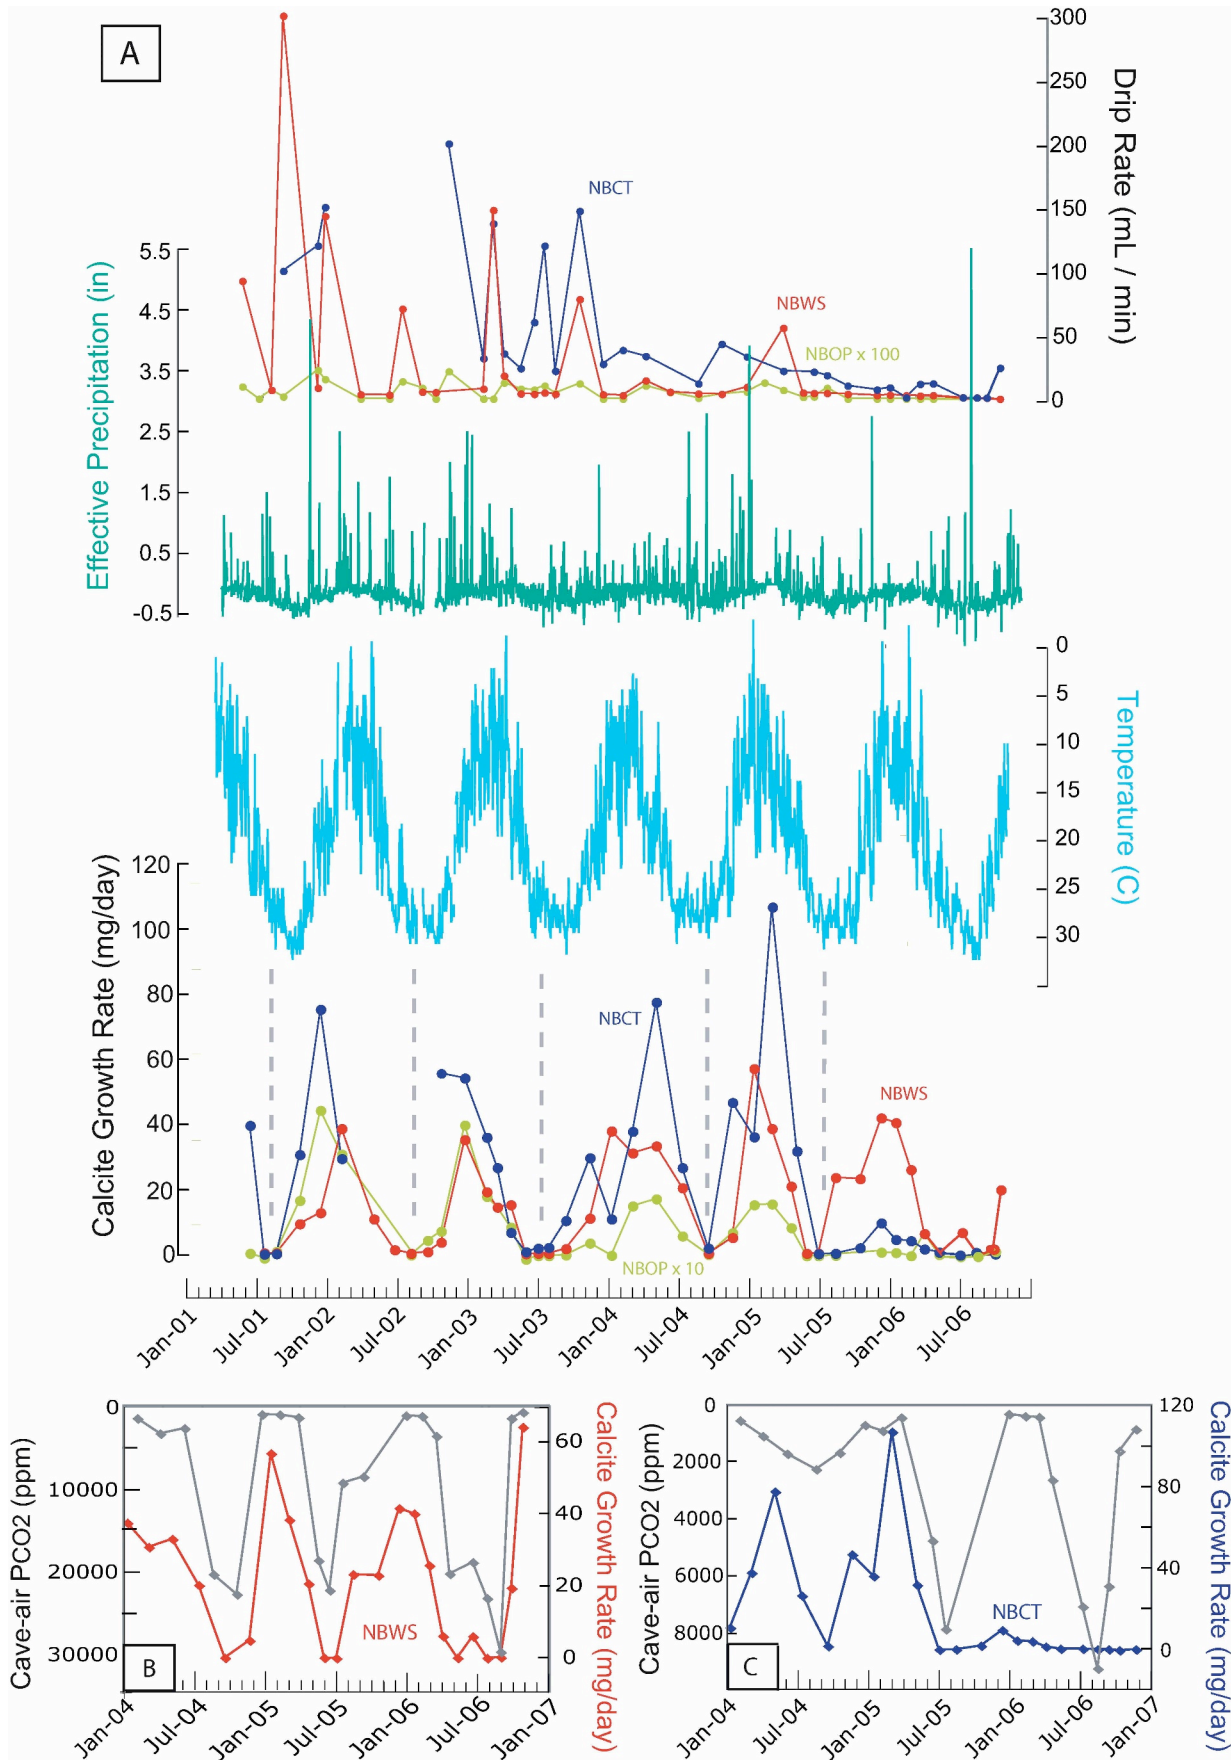 A
300
250
200
150
100
50
0
Drip Rate (mL / min)
NBCT
NBWS
NBOP x 100
5.5
4.5
3.5
2.5
1.5
0.5
-0.5
Effective Precipitation (in)
0
5
10
15
20
25
30
Temperature (C)
120
100
80
60
40
20
0
Calcite Growth Rate (mg/day)
NBCT
NBWS
NBOP x 10
Jan-01
Jul-01
Jan-02
Jul-02
Jan-03
Jul-03
Jan-04
Jul-04
Jan-05
Jul-05
Jan-06
Jul-06
0
10000
20000
30000
Cave-air PCO2 (ppm)
60
40
20
0
Calcite Growth Rate (mg/day)
NBWS
B
Jan-04
Jul-04
Jan-05
Jul-05
Jan-06
Jul-06
Jan-07
0
2000
4000
6000
8000
Cave-air PCO2 (ppm)
120
80
40
0
Calcite Growth Rate (mg/day)
NBCT
C
Jan-04
Jul-04
Jan-05
Jul-05
Jan-06
Jul-06
Jan-07